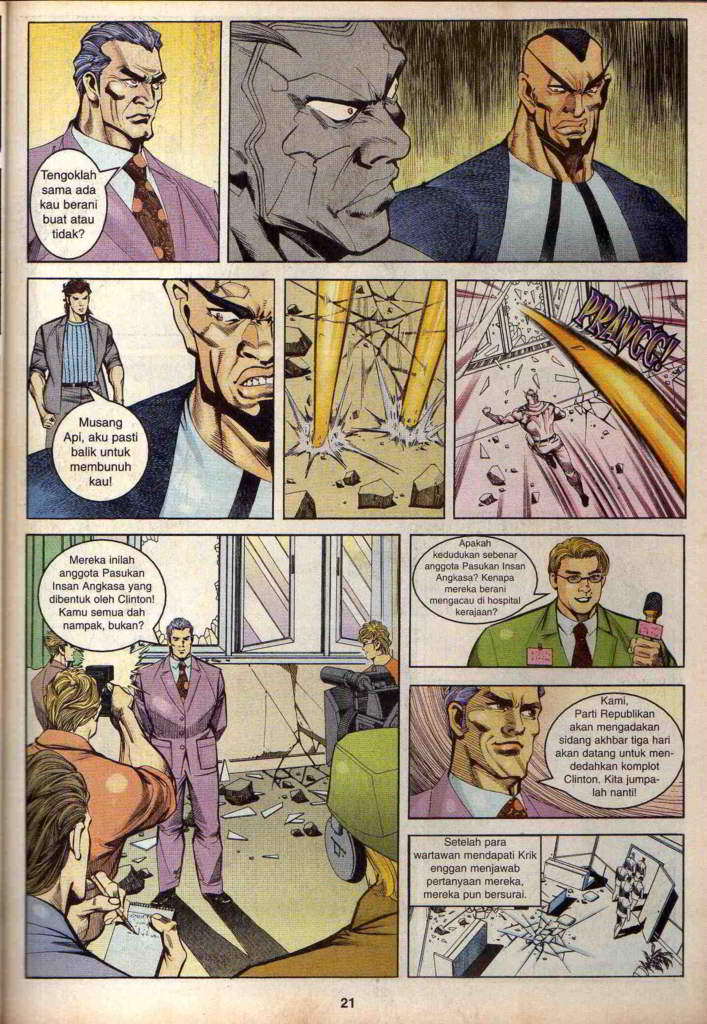 Tengoklah
sama ada
kau berani
buat atau
tidak?
Musang
Api, aku pasti
balik untuk
membunuh
kau!
PRANGG!
Mereka inilah
anggota Pasukan
Insan Angkasa yang
dibentuk oleh Clinton!
Kamu semua dah
nampak, bukan?
Apakah
kedudukan sebenar
anggota Pasukan Insan
Angkasa? Kenapa
mereka berani
mengacau di hospital
kerajaan?
Kami,
Parti Republikan
akan mengadakan
sidang akhbar tiga hari
akan datang untuk men-
dedahkan komplot
Clinton. Kita jumpa-
lah nanti!
Setelah para
wartawan mendapati Krik
enggan menjawab
pertanyaan mereka,
mereka pun bersurai.
21